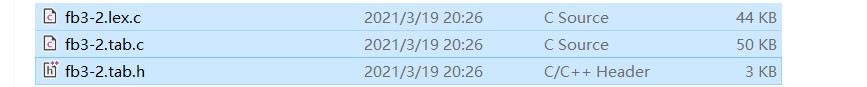 fb3-2.lex.c 2021/3/19 20:26 C Source 44 KB
fb3-2.tab.c 2021/3/19 20:26 C Source 50 KB
fb3-2.tab.h 2021/3/19 20:26 C/C++ Header 3 KB